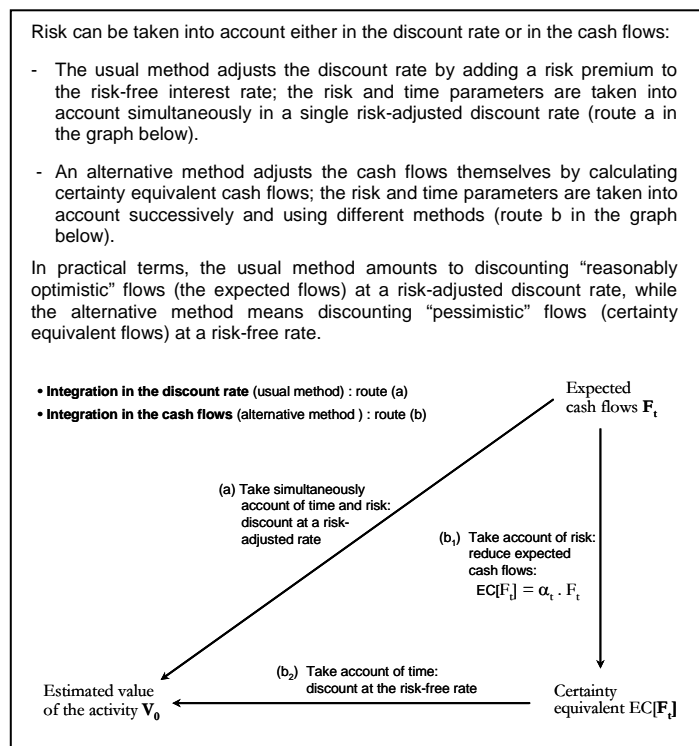 Risk can be taken into account either in the discount rate or in the cash flows:
- The usual method adjusts the discount rate by adding a risk premium to
the risk-free interest rate; the risk and time parameters are taken into
account simultaneously in a single risk-adjusted discount rate (route a in
the graph below).
- An alternative method adjusts the cash flows themselves by calculating
certainty equivalent cash flows; the risk and time parameters are taken into
account successively and using different methods (route b in the graph
below).
In practical terms, the usual method amounts to discounting “reasonably
optimistic” flows (the expected flows) at a risk-adjusted discount rate, while
the alternative method means discounting “pessimistic” flows (certainty
equivalent flows) at a risk-free rate.
• Integration in the discount rate (usual method) : route (a)
• Integration in the cash flows (alternative method ) : route (b)
Expected
cash flows Fₜ
(a) Take simultaneously
account of time and risk:
discount at a risk-
adjusted rate
(b₁) Take account of risk:
reduce expected
cash flows:
EC[Fₜ] = αₜ . Fₜ
(b₂) Take account of time:
discount at the risk-free rate
Estimated value
of the activity V₀
Certainty
equivalent EC[Fₜ]